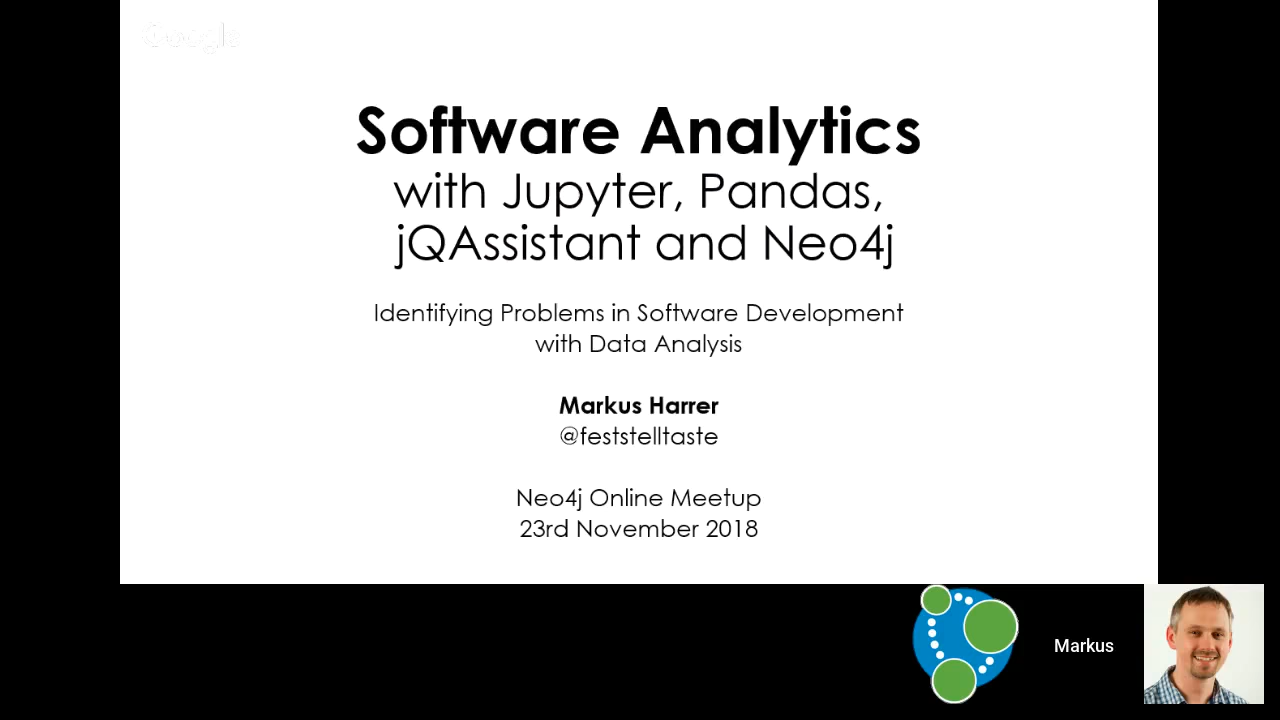 Google
Software Analytics
with Jupyter, Pandas,
jQAssistant and Neo4j
Identifying Problems in Software Development
with Data Analysis
Markus Harrer
@feststelltaste
Neo4j Online Meetup
23rd November 2018
Markus